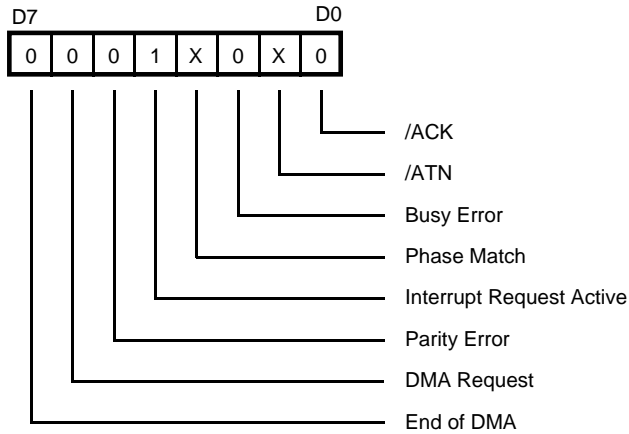 D7 D0
0 0 0 1 X 0 X 0
/ACK
/ATN
Busy Error
Phase Match
Interrupt Request Active
Parity Error
DMA Request
End of DMA